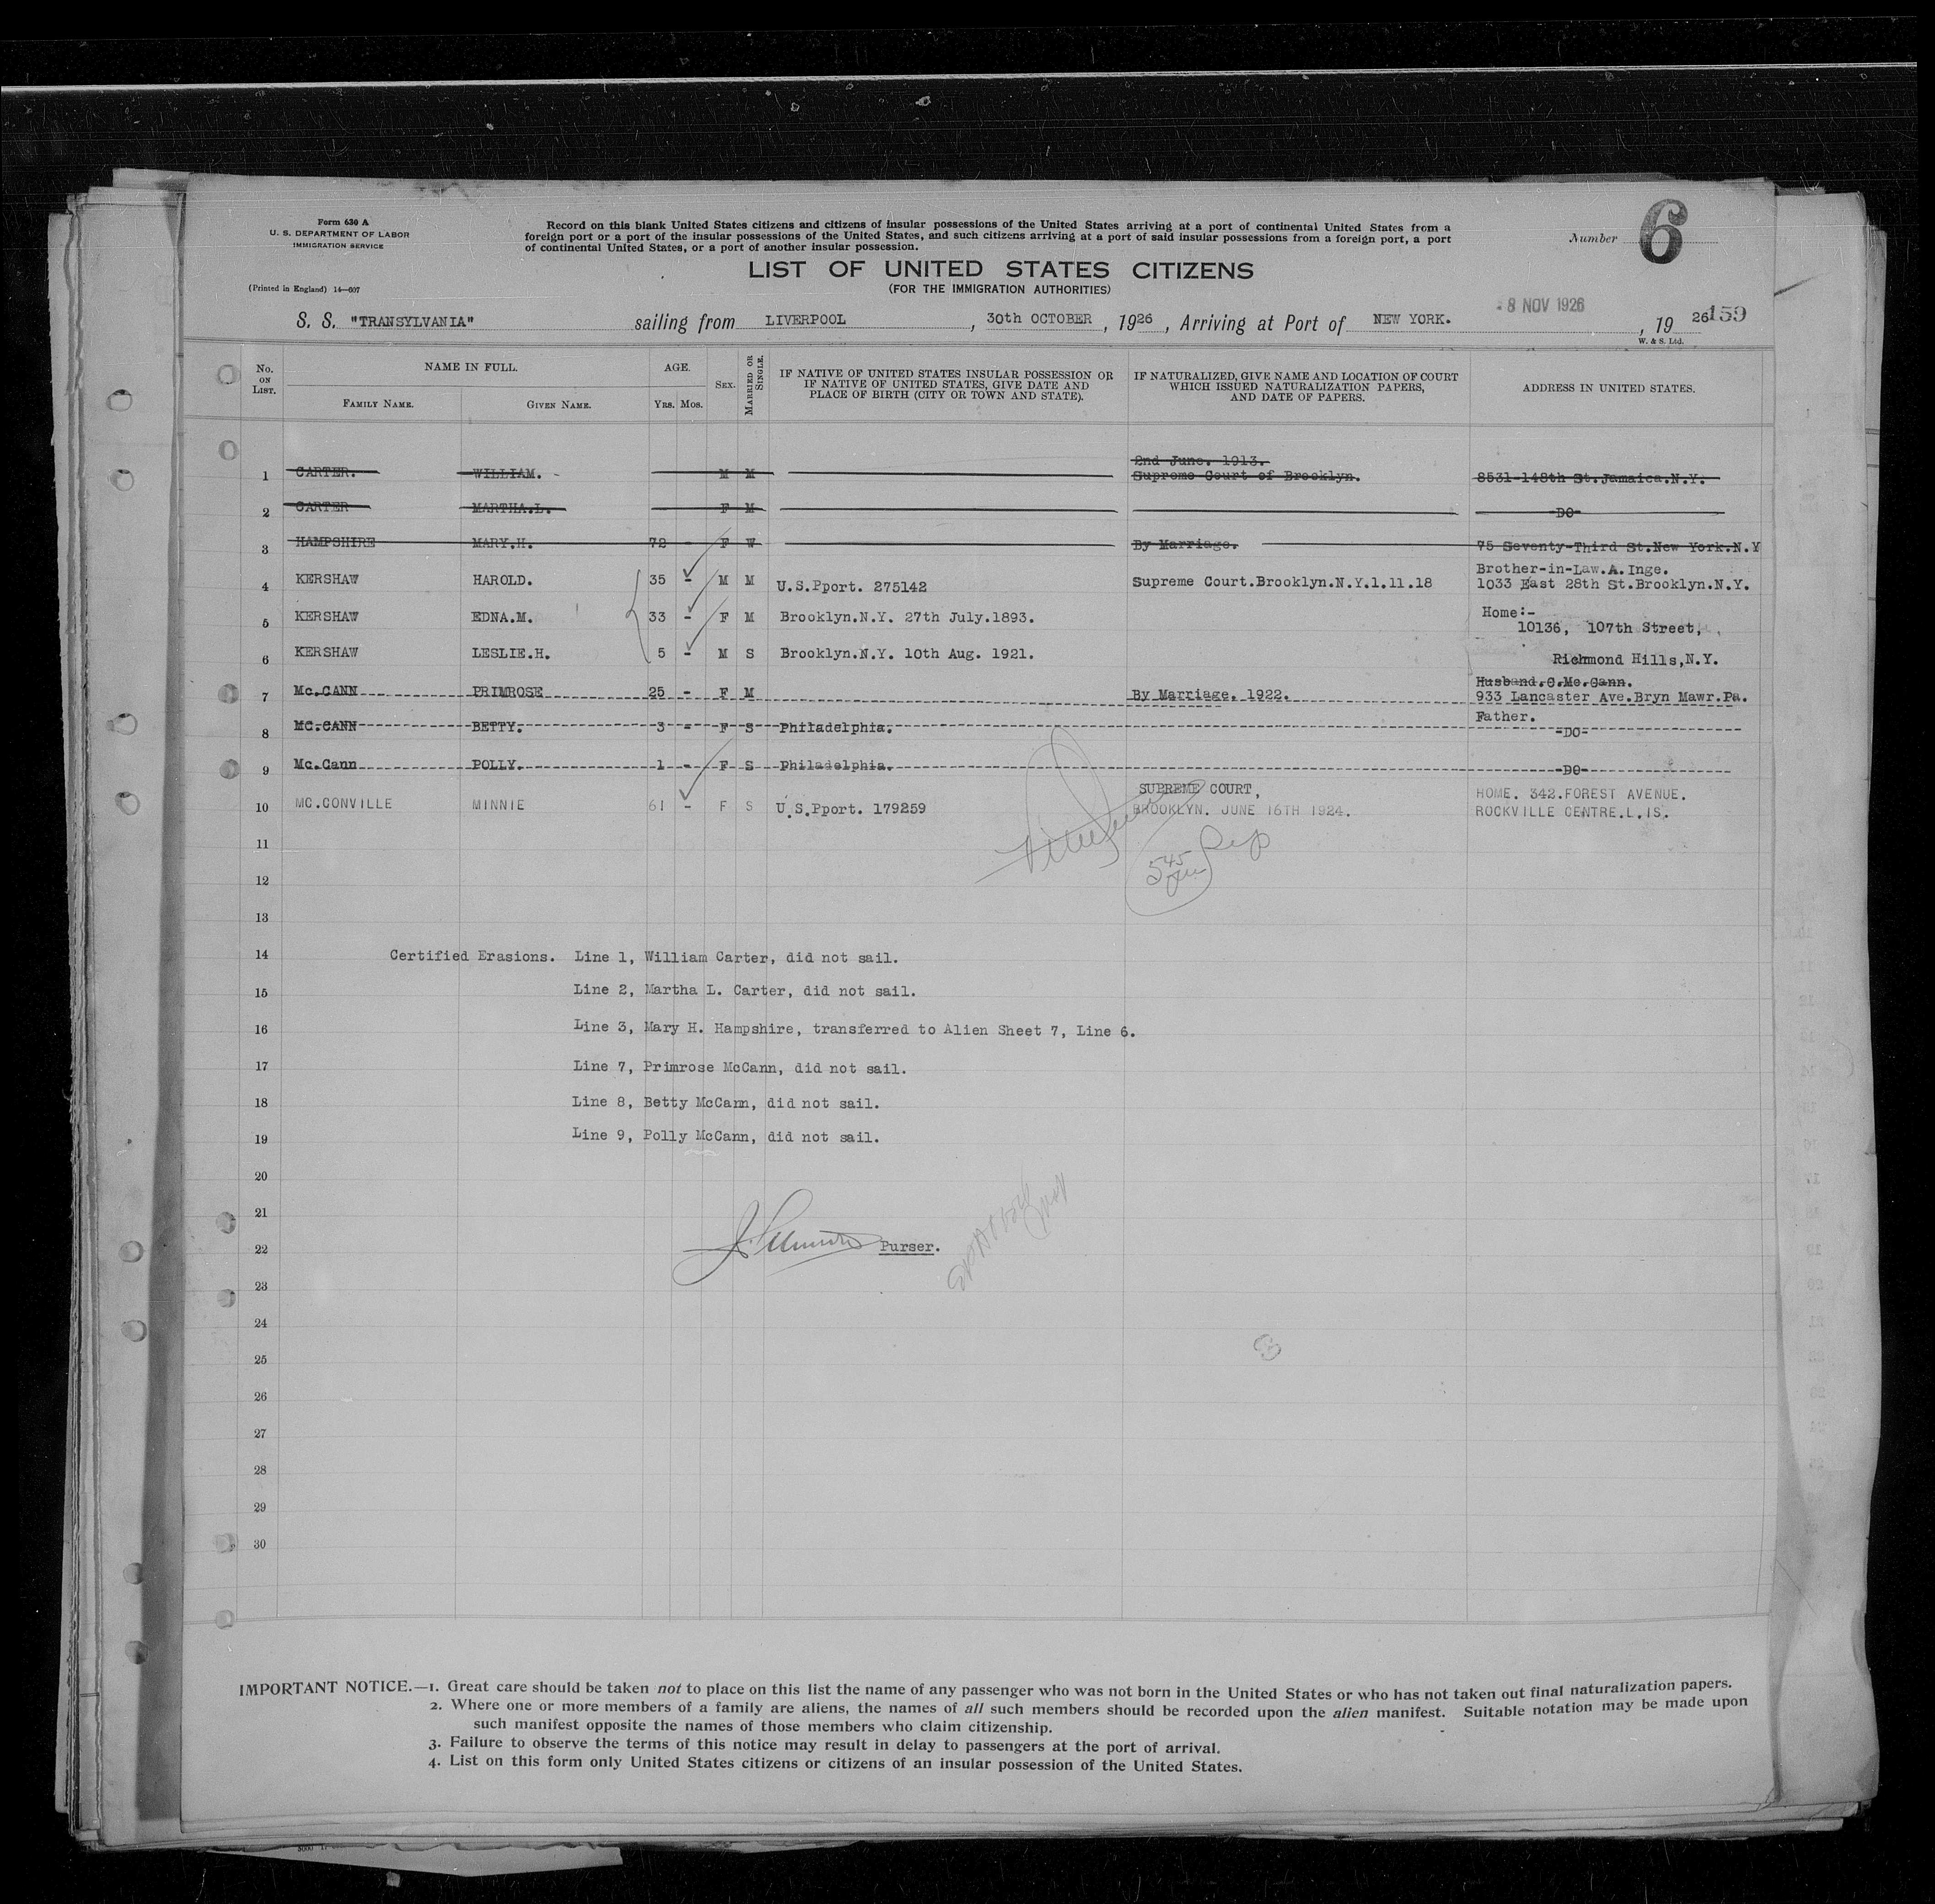 Form 630 A
U. S. DEPARTMENT OF LABOR
IMMIGRATION SERVICE
(Printed in England) 14—607
Record on this blank United States citizens and citizens of insular possessions of the United States arriving at a port of continental United States from a
foreign port or a port of the insular possessions of the United States, and such citizens arriving at a port of said insular possessions from a foreign port, a port
of continental United States, or a port of another insular possession.
Number 6
LIST OF UNITED STATES CITIZENS
(FOR THE IMMIGRATION AUTHORITIES)
S. S. "TRANSYLVANIA" sailing from LIVERPOOL, 30th OCTOBER, 1926, Arriving at Port of NEW YORK. 8 NOV 1926, 19 26 159
W. & S. Ltd.
No. ON LIST. NAME IN FULL. AGE. SEX. MARRIED OR SINGLE. IF NATIVE OF UNITED STATES INSULAR POSSESSION OR IF NATIVE OF UNITED STATES, GIVE DATE AND PLACE OF BIRTH (CITY OR TOWN AND STATE). IF NATURALIZED, GIVE NAME AND LOCATION OF COURT WHICH ISSUED NATURALIZATION PAPERS, AND DATE OF PAPERS. ADDRESS IN UNITED STATES.
FAMILY NAME. GIVEN NAME. YRS. MOS.
2nd June. 1913.
1 CARTER. WILLIAM. - M M Supreme Court of Brooklyn. 8531-148th St.Jamaica.N.Y.
2 CARTER MARTHA.L. F M -DO-
3 HAMPSHIRE MARY.H. 72 - F W By Marriage. 75 Seventy-Third St.New York.N.Y
Brother-in-Law.A.Inge.
4 KERSHAW HAROLD. 35 - M M U.S.Pport. 275142 Supreme Court.Brooklyn.N.Y.1.11.18 1033 East 28th St.Brooklyn.N.Y.
5 KERSHAW EDNA.M. 33 - F M Brooklyn.N.Y. 27th July.1893. Home:-
10136, 107th Street,
6 KERSHAW LESLIE.H. 5 - M S Brooklyn.N.Y. 10th Aug. 1921. Richmond Hills,N.Y.
Husband.C.Mc.Cann.
7 Mc.CANN PRIMROSE 25 - F M By Marriage. 1922. 933 Lancaster Ave.Bryn Mawr.Pa.
Father.
8 MC.CANN BETTY. 3 - F S Philadelphia. -DO-
9 Mc.Cann POLLY. 1 - F S Philadelphia. -DO-
SUPREME COURT, HOME. 342.FOREST AVENUE.
10 MC.CONVILLE MINNIE 61 - F S U.S.Pport. 179259 BROOKLYN. JUNE 16TH 1924. ROCKVILLE CENTRE.L.IS.
11
12
13
14 Certified Erasions. Line 1, William Carter, did not sail.
15 Line 2, Martha L. Carter, did not sail.
16 Line 3, Mary H. Hampshire, transferred to Alien Sheet 7, Line 6.
17 Line 7, Primrose McCann, did not sail.
18 Line 8, Betty McCann, did not sail.
19 Line 9, Polly McCann, did not sail.
20
21
22 Purser.
23
24
25
26
27
28
29
30
IMPORTANT NOTICE.—1. Great care should be taken not to place on this list the name of any passenger who was not born in the United States or who has not taken out final naturalization papers.
2. Where one or more members of a family are aliens, the names of all such members should be recorded upon the alien manifest. Suitable notation may be made upon
such manifest opposite the names of those members who claim citizenship.
3. Failure to observe the terms of this notice may result in delay to passengers at the port of arrival.
4. List on this form only United States citizens or citizens of an insular possession of the United States.